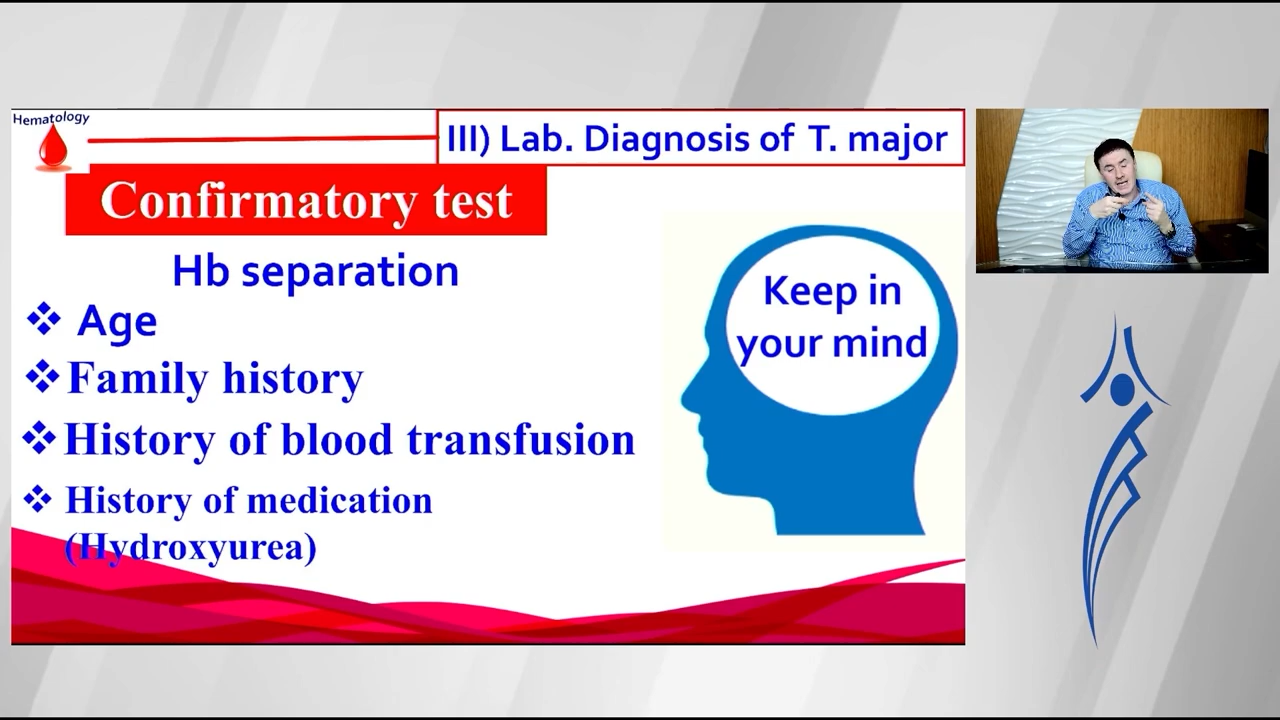 Hematology
III) Lab. Diagnosis of T. major
Confirmatory test
Hb separation
❖ Age
❖ Family history
❖ History of blood transfusion
❖ History of medication
(Hydroxyurea)
Keep in
your mind